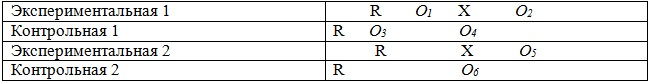 Экспериментальная 1 R O1 X O2
Контрольная 1 R O3 O4
Экспериментальная 2 R X O5
Контрольная 2 R O6